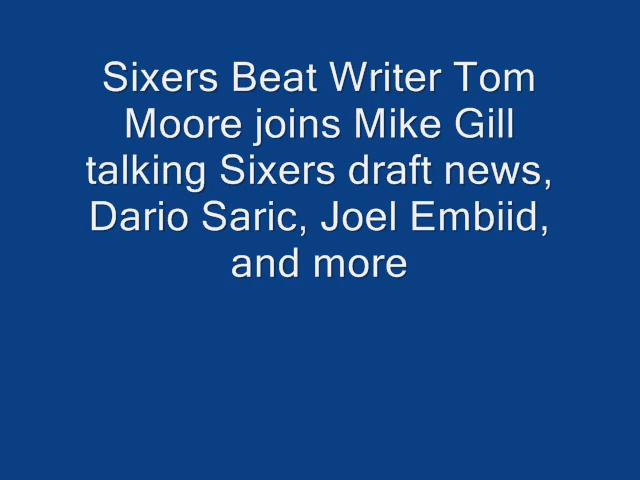 Sixers Beat Writer Tom
Moore joins Mike Gill
talking Sixers draft news,
Dario Saric, Joel Embiid,
and more